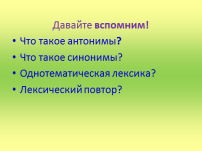 Давайте вспомним!
• Что такое антонимы?
• Что такое синонимы?
• Однотематическая лексика?
• Лексический повтор?